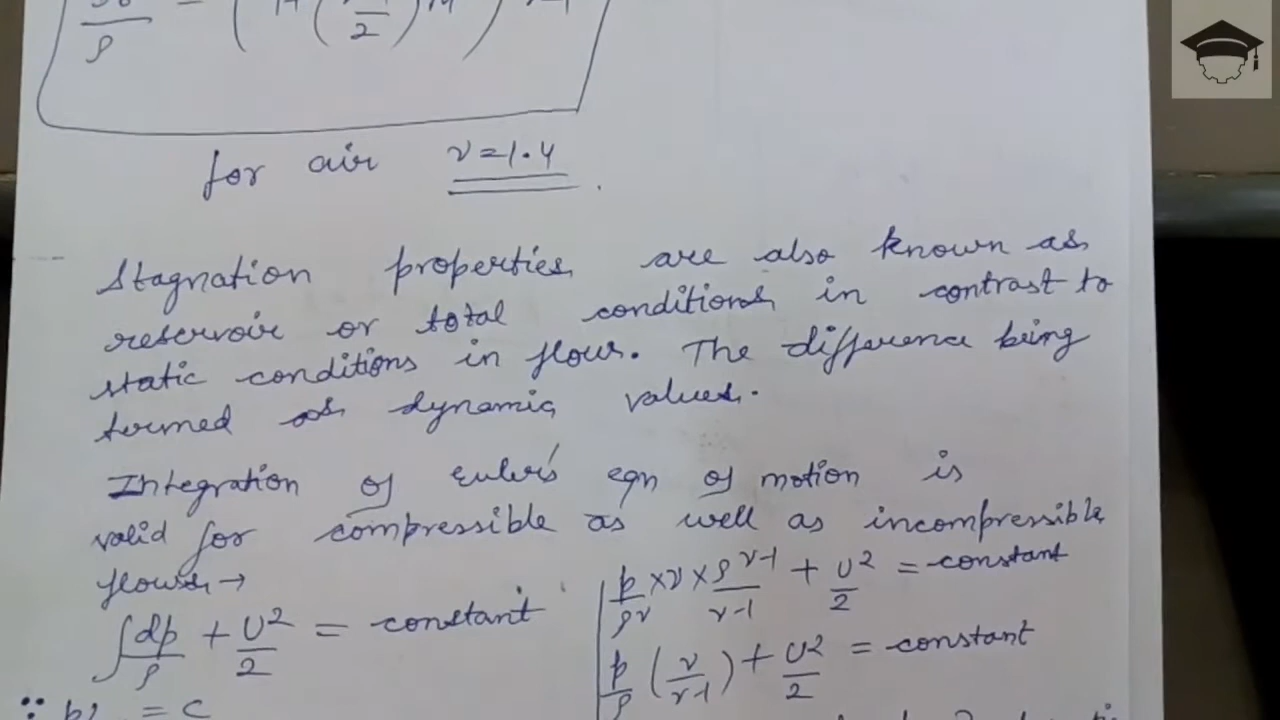 ρ = ( 2 )
for air ν = 1.4
Stagnation properties are also known as
reservoir or total conditions in contrast to
static conditions in flow. The difference being
termed as dynamic values.
Integration of Euler's eqn of motion is
valid for compressible as well as incompressible
flows →
∫dp/ρ + U²/2 = constant
∵ p/ = c
p/ρ^ν × ν × ρ^(ν-1)/(ν-1) + U²/2 = constant
p/ρ (ν/(ν-1)) + U²/2 = constant